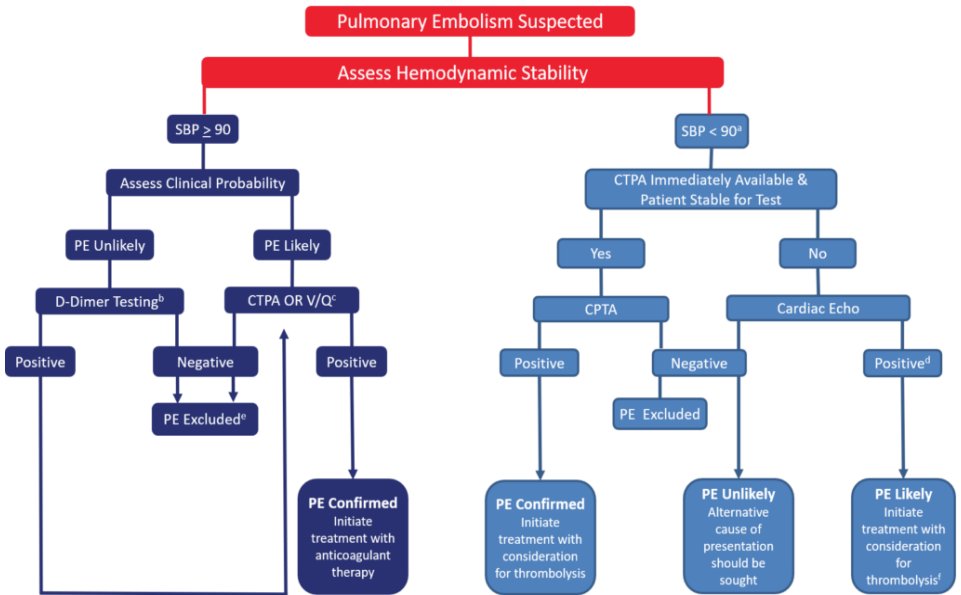 Pulmonary Embolism Suspected
Assess Hemodynamic Stability
SBP ≥ 90
SBP < 90ᵃ
Assess Clinical Probability
CTPA Immediately Available &
Patient Stable for Test
PE Unlikely
PE Likely
Yes
No
D-Dimer Testingᵇ
CTPA OR V/Qᶜ
CPTA
Cardiac Echo
Positive
Negative
Positive
Positive
Negative
Positiveᵈ
PE Excludedᵉ
PE Excluded
PE Confirmed
Initiate
treatment with
anticoagulant
therapy
PE Confirmed
Initiate
treatment with
consideration
for thrombolysis
PE Unlikely
Alternative
cause of
presentation
should be
sought
PE Likely
Initiate
treatment with
consideration
for
thrombolysisᶠ